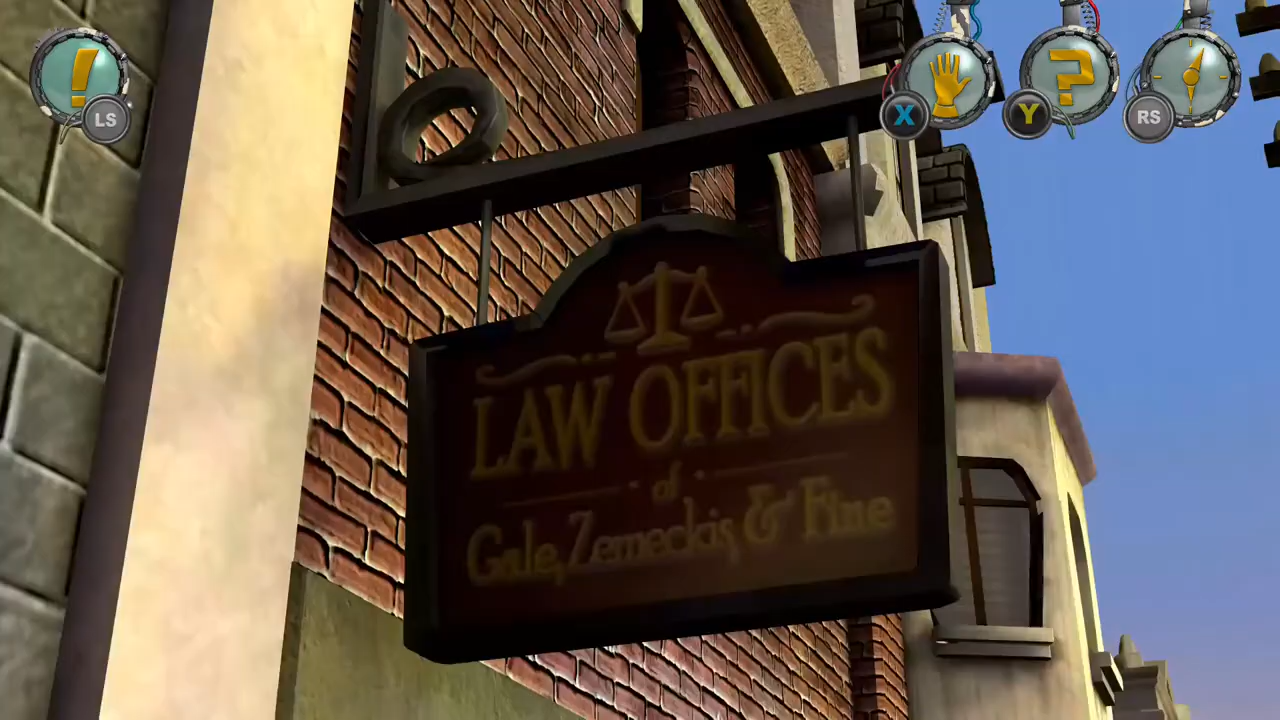 LS
X
Y
RS
LAW OFFICES
of
Gale, Zemeckis, & Fine